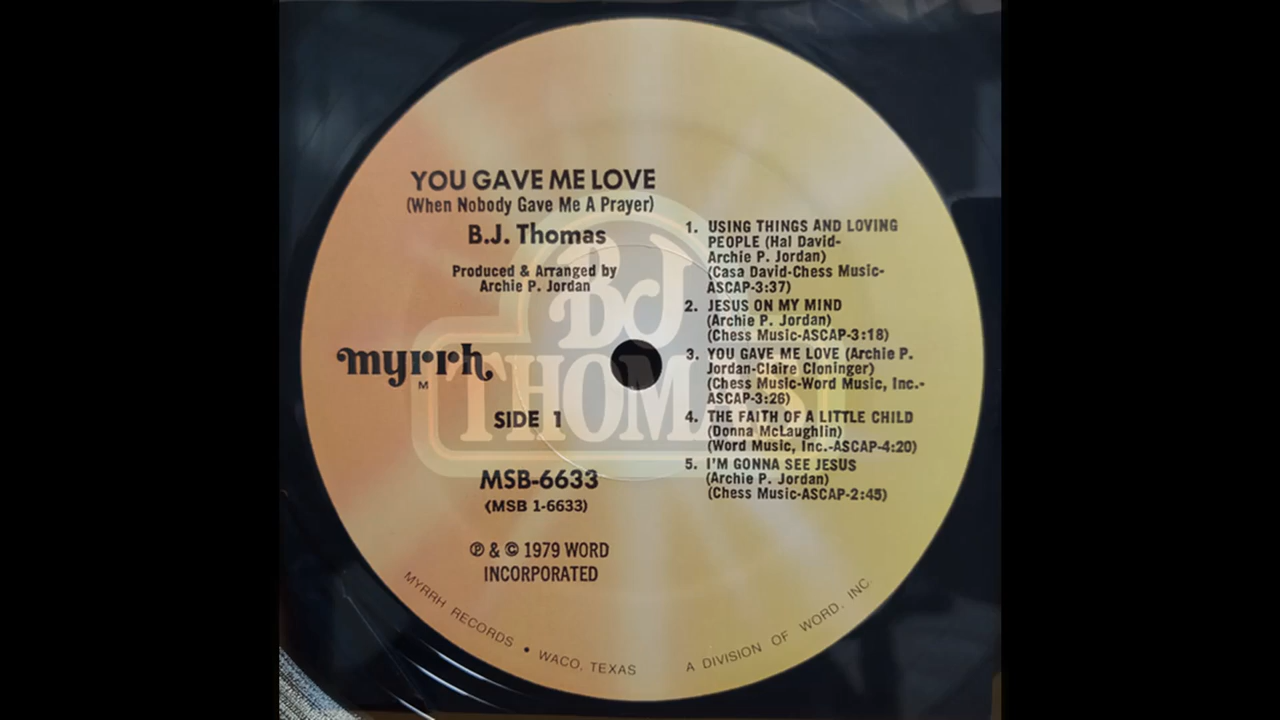 YOU GAVE ME LOVE
(When Nobody Gave Me A Prayer)
B.J. Thomas
Produced & Arranged by
Archie P. Jordan
myrrh
M
SIDE 1
MSB-6633
(MSB 1-6633)
℗ & © 1979 WORD
INCORPORATED
BJ
THOMAS
1. USING THINGS AND LOVING
PEOPLE (Hal David-
Archie P. Jordan)
(Casa David-Chess Music-
ASCAP-3:37)
2. JESUS ON MY MIND
(Archie P. Jordan)
(Chess Music-ASCAP-3:18)
3. YOU GAVE ME LOVE (Archie P.
Jordan-Claire Cloninger)
(Chess Music-Word Music, Inc.-
ASCAP-3:26)
4. THE FAITH OF A LITTLE CHILD
(Donna McLaughlin)
(Word Music, Inc.-ASCAP-4:20)
5. I'M GONNA SEE JESUS
(Archie P. Jordan)
(Chess Music-ASCAP-2:45)
MYRRH RECORDS • WACO, TEXAS A DIVISION OF WORD, INC.